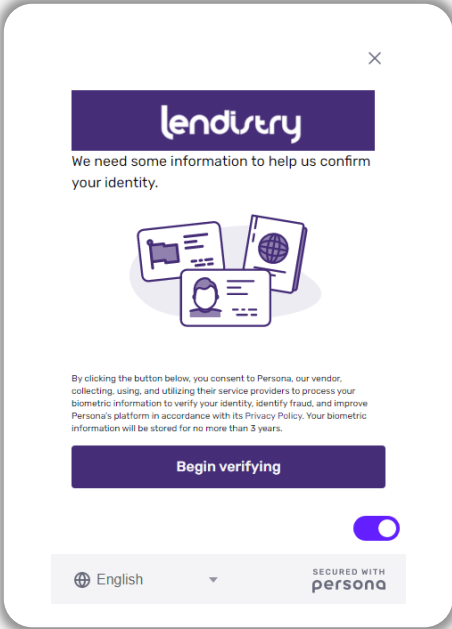 lendistry
We need some information to help us confirm
your identity.
By clicking the button below, you consent to Persona, our vendor,
collecting, using, and utilizing their service providers to process your
biometric information to verify your identity, identify fraud, and improve
Persona's platform in accordance with its Privacy Policy. Your biometric
information will be stored for no more than 3 years.
Begin verifying
English
SECURED WITH
persona